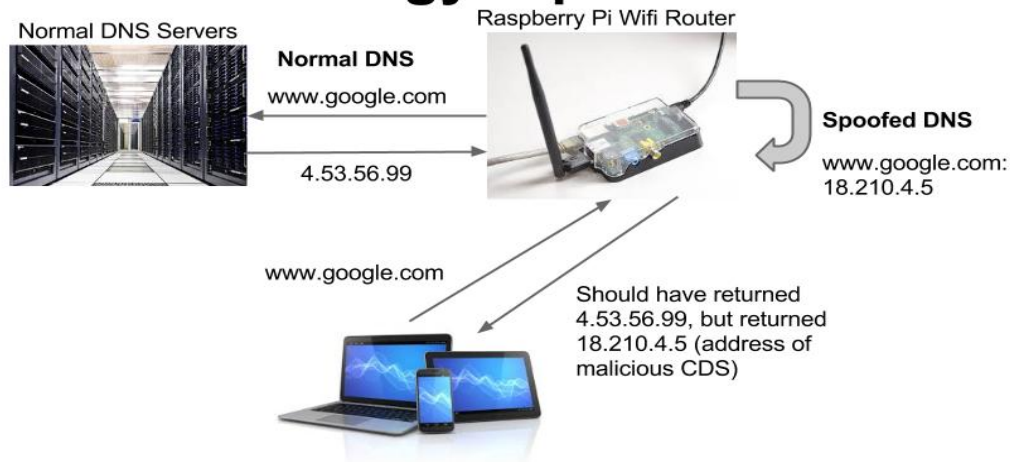 Raspberry Pi Wifi Router
Normal DNS Servers
Normal DNS
www.google.com
4.53.56.99
Spoofed DNS
www.google.com:
18.210.4.5
www.google.com
Should have returned
4.53.56.99, but returned
18.210.4.5 (address of
malicious CDS)